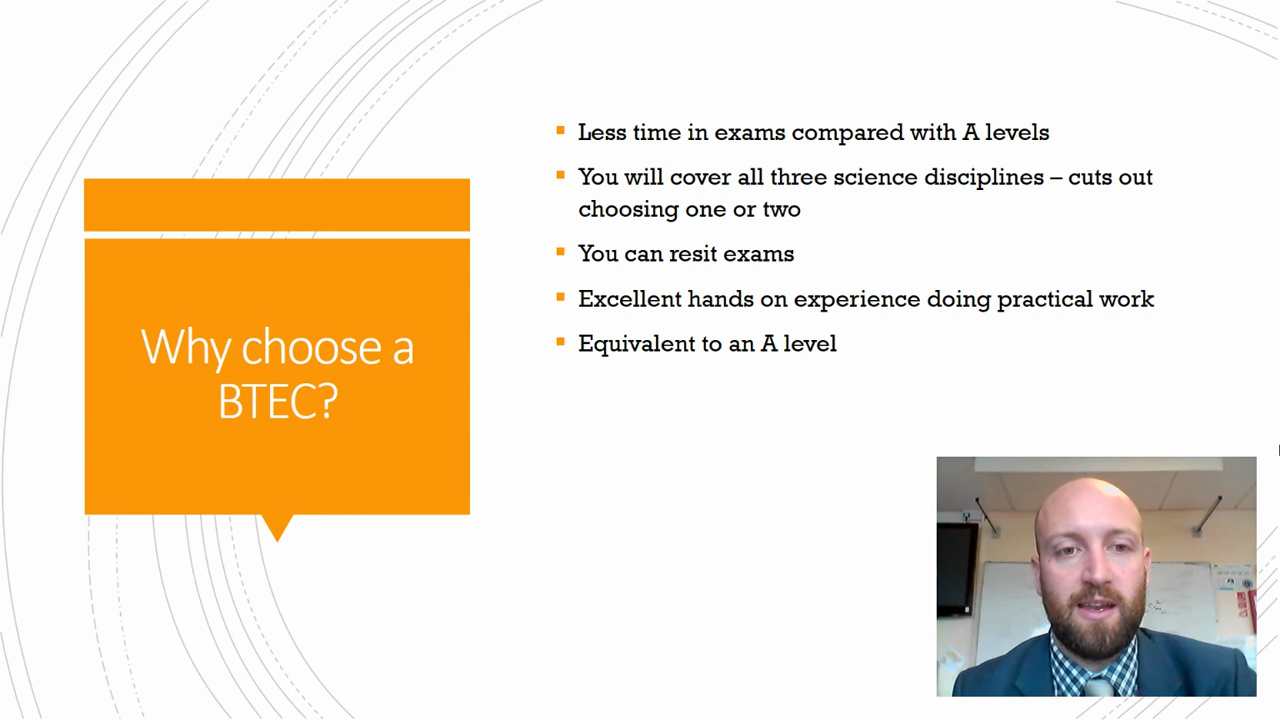 Why choose a
BTEC?
Less time in exams compared with A levels
You will cover all three science disciplines – cuts out
choosing one or two
You can resit exams
Excellent hands on experience doing practical work
Equivalent to an A level